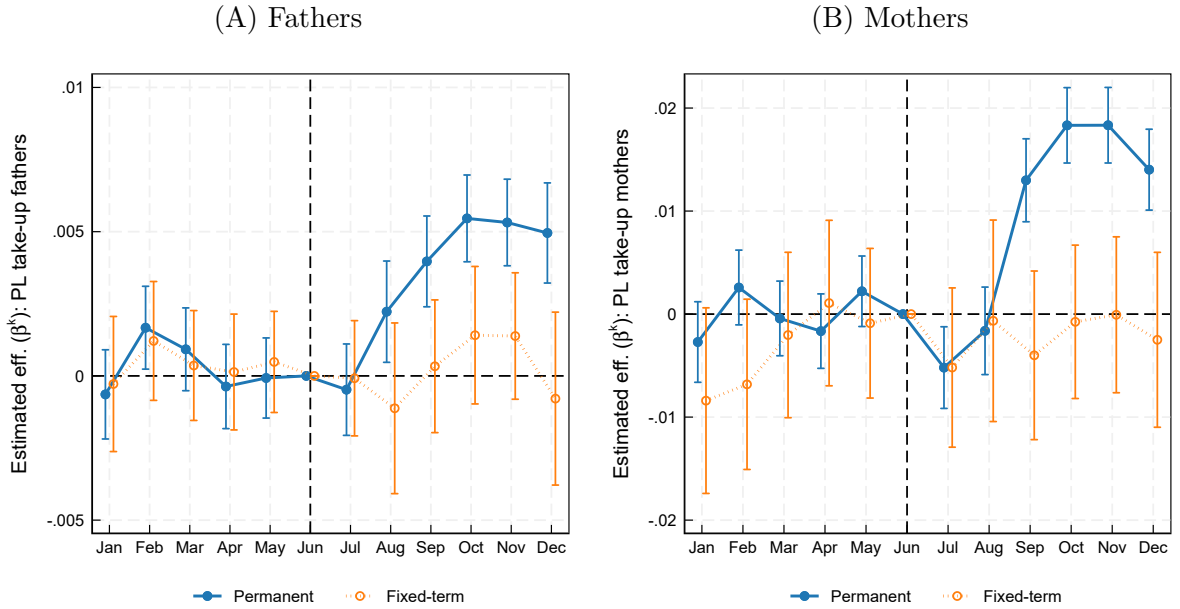 (A) Fathers
Estimated eff. (βᵏ): PL take-up fathers
.01
.005
0
-.005
Jan Feb Mar Apr May Jun Jul Aug Sep Oct Nov Dec
Permanent Fixed-term
(B) Mothers
Estimated eff. (βᵏ): PL take-up mothers
.02
.01
0
-.01
-.02
Jan Feb Mar Apr May Jun Jul Aug Sep Oct Nov Dec
Permanent Fixed-term